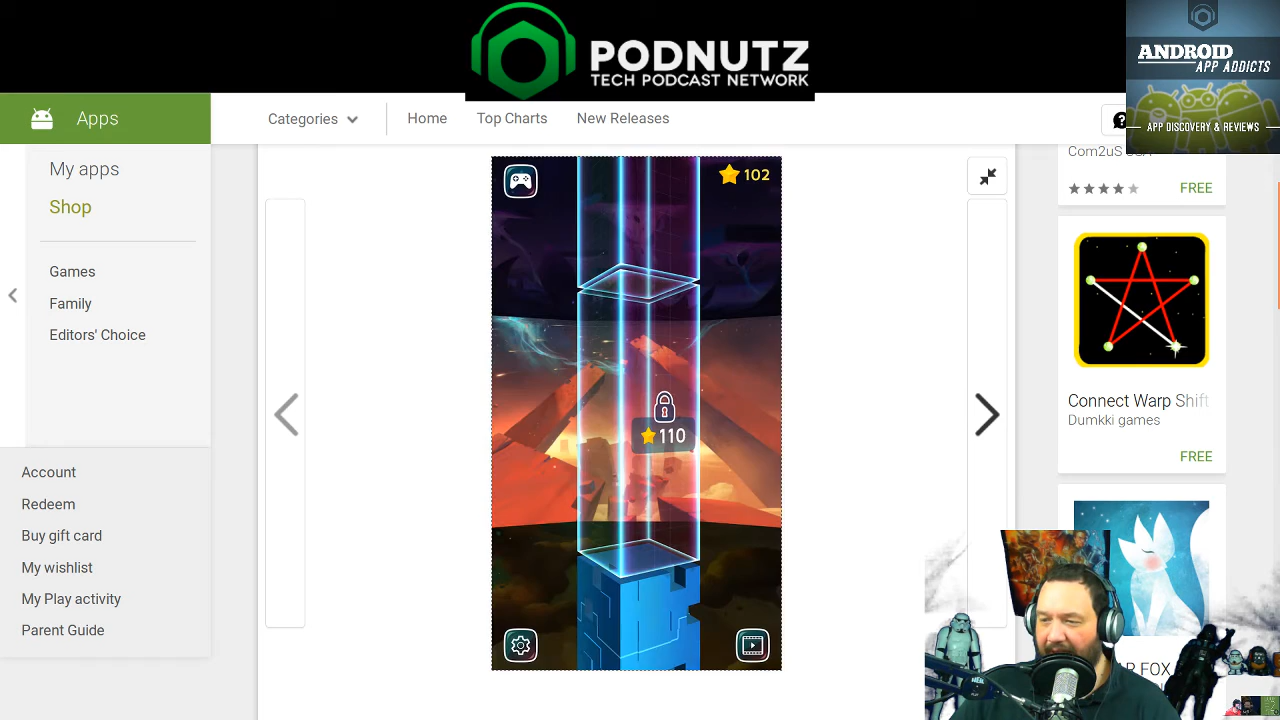 PODNUTZ
TECH PODCAST NETWORK
ANDROID
APP ADDICTS
APP DISCOVERY & REVIEWS
Apps
Categories
Home
Top Charts
New Releases
My apps
Shop
Games
Family
Editors' Choice
Account
Redeem
Buy gift card
My wishlist
My Play activity
Parent Guide
102
110
Com2uS
FREE
Connect Warp Shift
Dumkki games
FREE
FOX